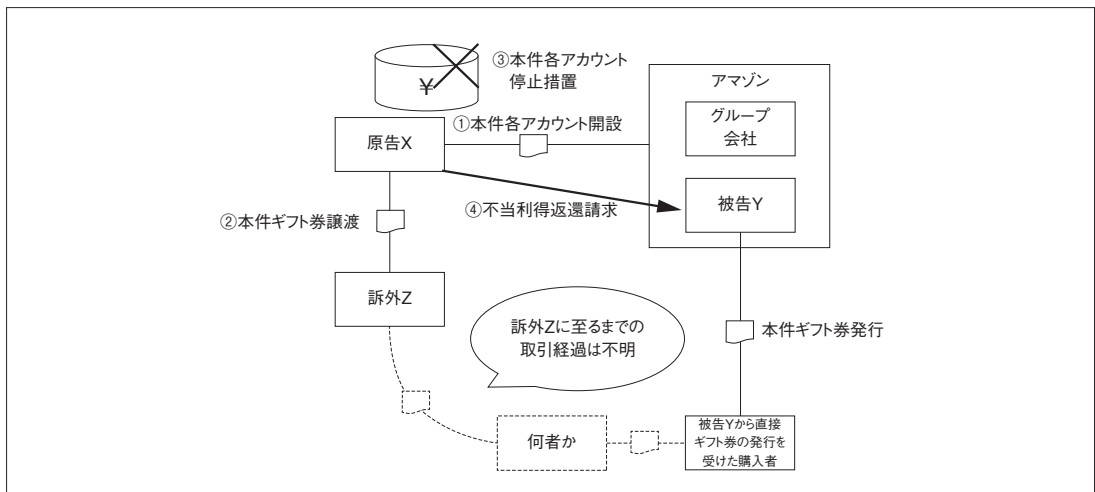 ③本件各アカウント
停止措置
¥
アマゾン
グループ
会社
①本件各アカウント開設
原告X
被告Y
④不当利得返還請求
②本件ギフト券譲渡
訴外Z
訴外Zに至るまでの
取引経過は不明
本件ギフト券発行
何者か
被告Yから直接
ギフト券の発行を
受けた購入者